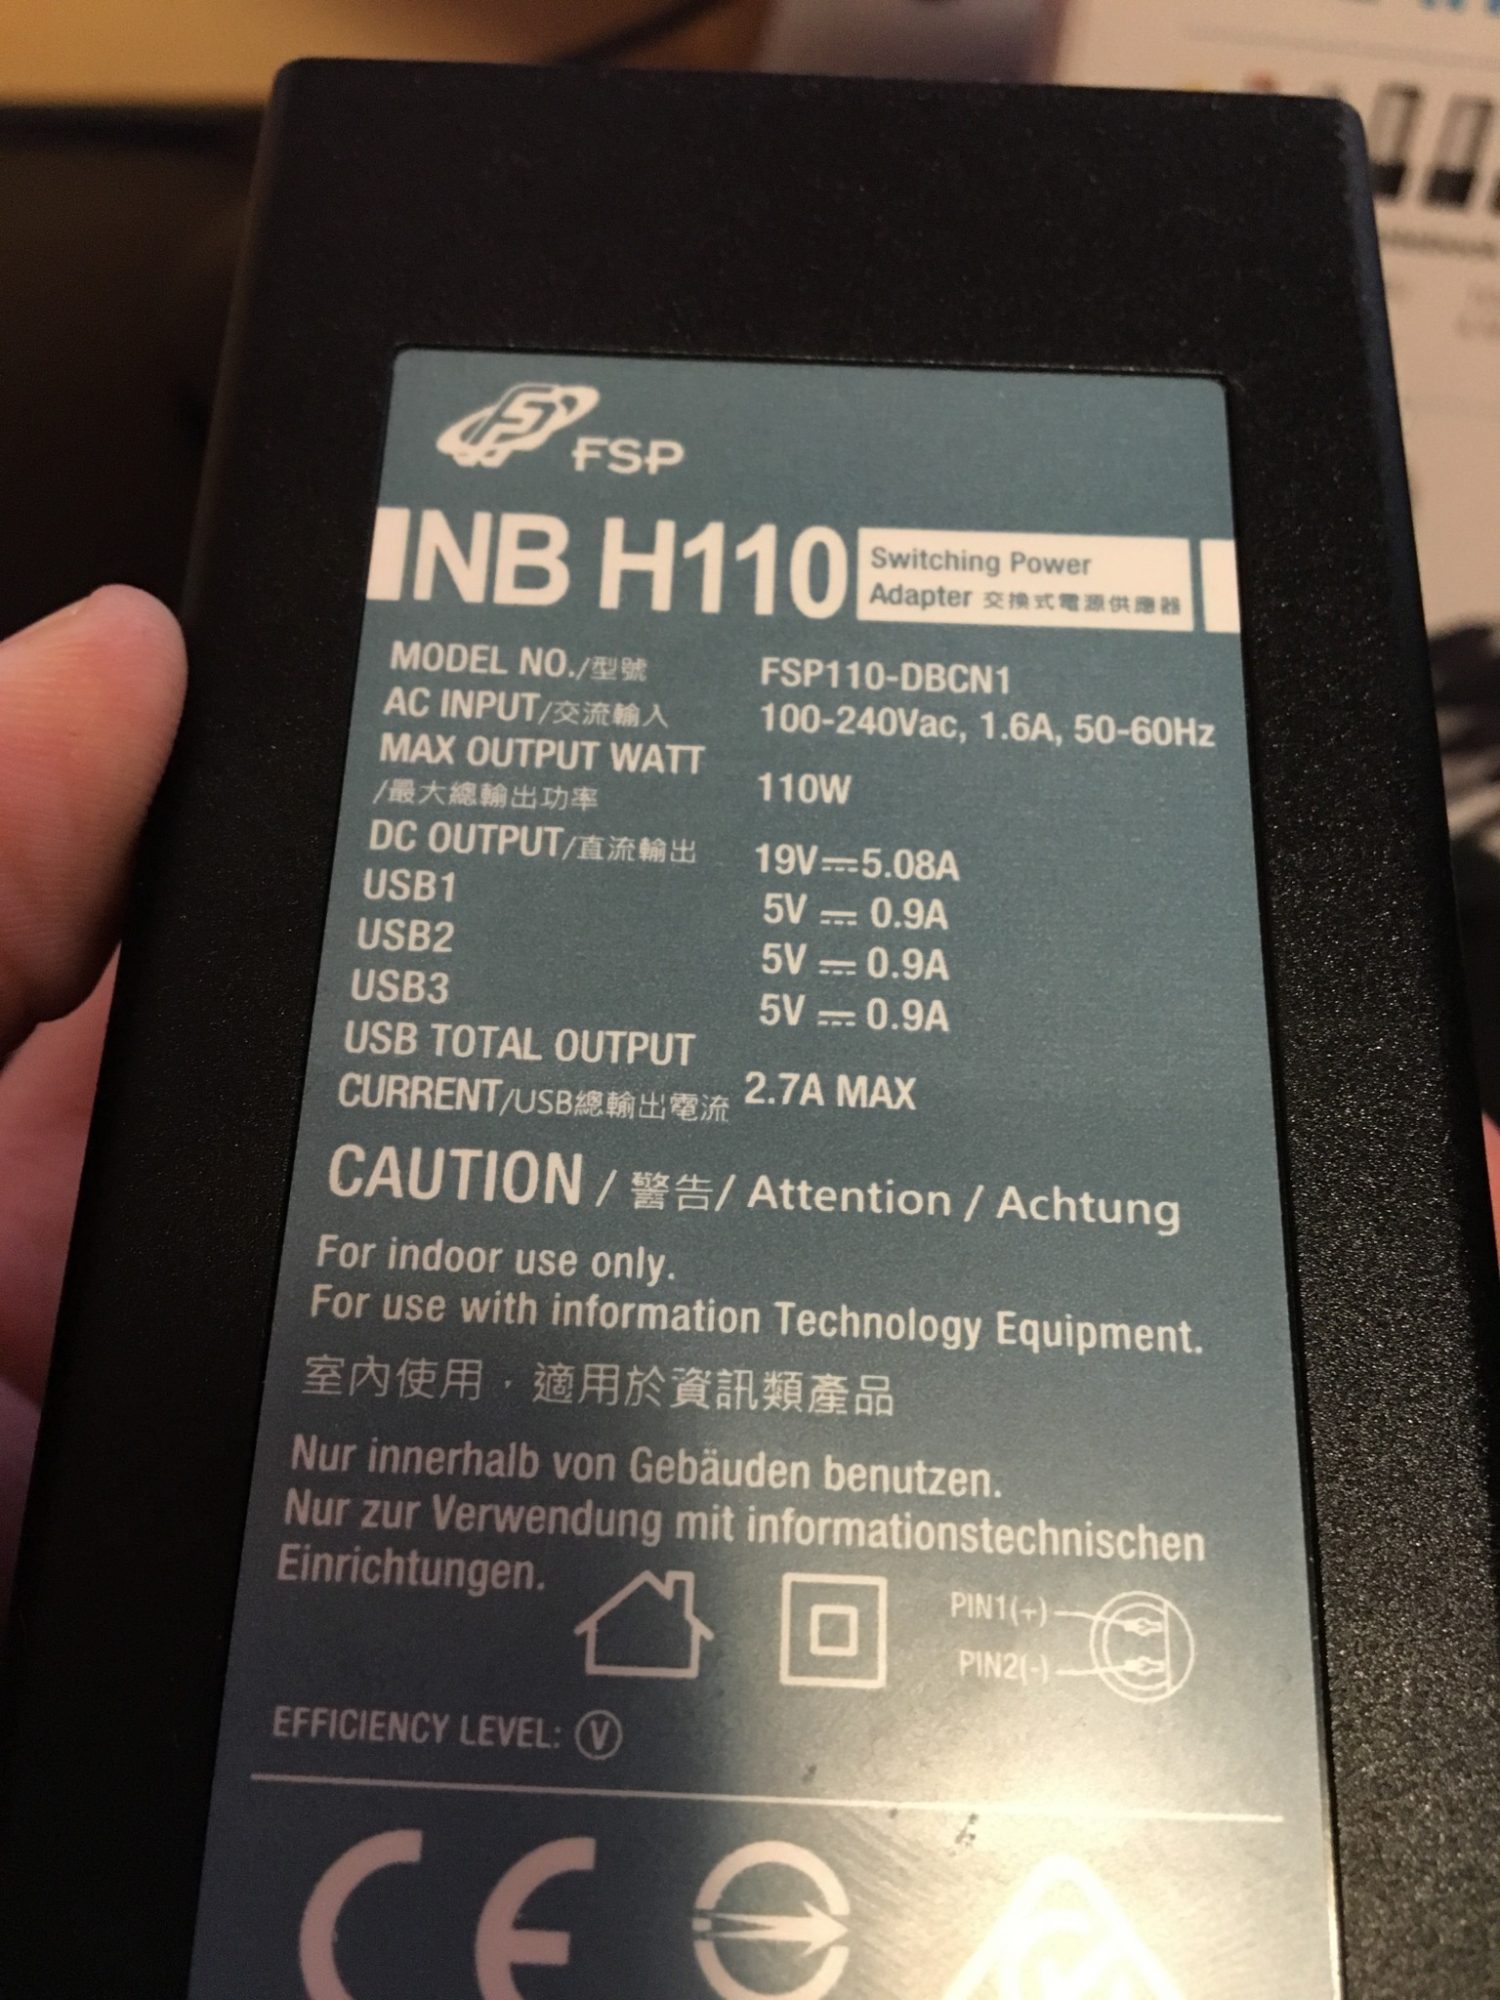 FSP
NB H110
Switching Power
Adapter 交換式電源供應器
MODEL NO./型號 FSP110-DBCN1
AC INPUT/交流輸入 100-240Vac, 1.6A, 50-60Hz
MAX OUTPUT WATT
/最大總輸出功率 110W
DC OUTPUT/直流輸出 19V⎓5.08A
USB1 5V ⎓ 0.9A
USB2 5V ⎓ 0.9A
USB3 5V ⎓ 0.9A
USB TOTAL OUTPUT
CURRENT/USB總輸出電流 2.7A MAX
CAUTION / 警告/ Attention / Achtung
For indoor use only.
For use with information Technology Equipment.
室內使用，適用於資訊類產品
Nur innerhalb von Gebäuden benutzen.
Nur zur Verwendung mit informationstechnischen
Einrichtungen.
PIN1(+)
PIN2(-)
EFFICIENCY LEVEL: Ⓥ
CE